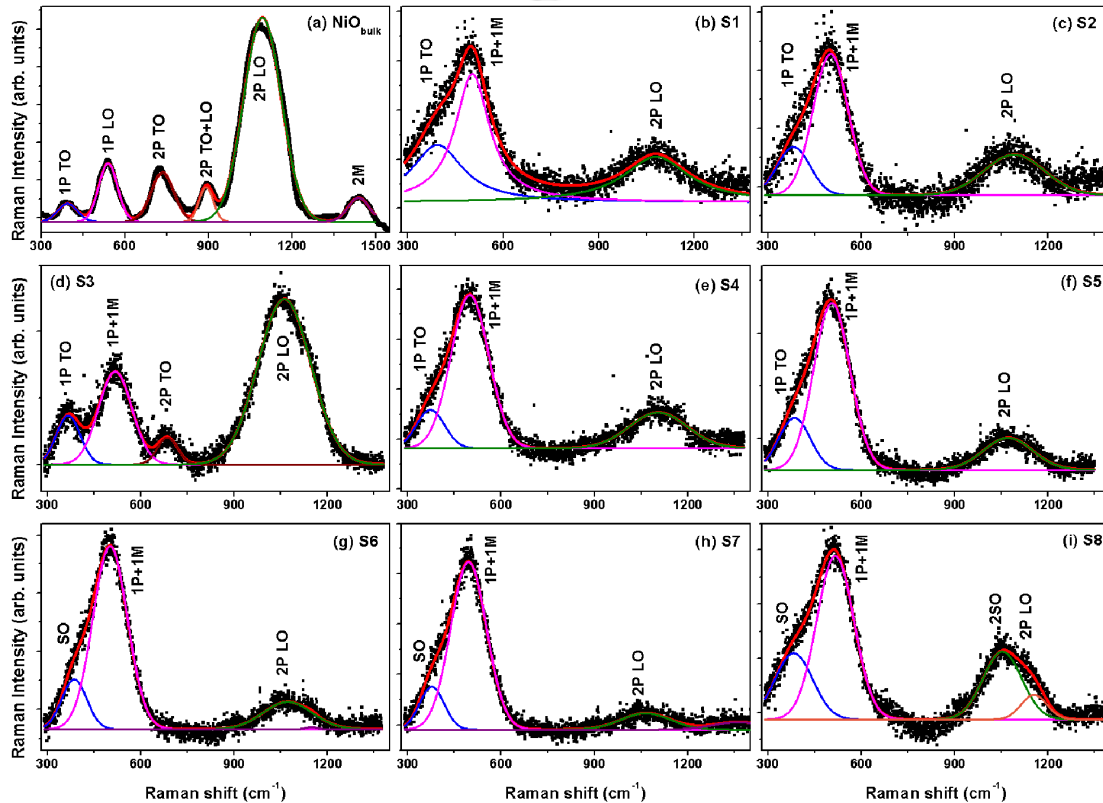 (a) NiO_bulk
1P TO
1P LO
2P TO
2P TO+LO
2P LO
2M
300 600 900 1200 1500
(b) S1
1P TO
1P+1M
2P LO
300 600 900 1200
(c) S2
1P TO
1P+1M
2P LO
300 600 900 1200
Raman Intensity (arb. units)
(d) S3
1P TO
1P+1M
2P TO
2P LO
300 600 900 1200
(e) S4
1P TO
1P+1M
2P LO
300 600 900 1200
(f) S5
1P TO
1P+1M
2P LO
300 600 900 1200
Raman Intensity (arb. units)
(g) S6
SO
1P+1M
2P LO
300 600 900 1200
Raman shift (cm⁻¹)
(h) S7
SO
1P+1M
2P LO
300 600 900 1200
Raman shift (cm⁻¹)
(i) S8
SO
1P+1M
2SO
2P LO
300 600 900 1200
Raman shift (cm⁻¹)
Raman Intensity (arb. units)